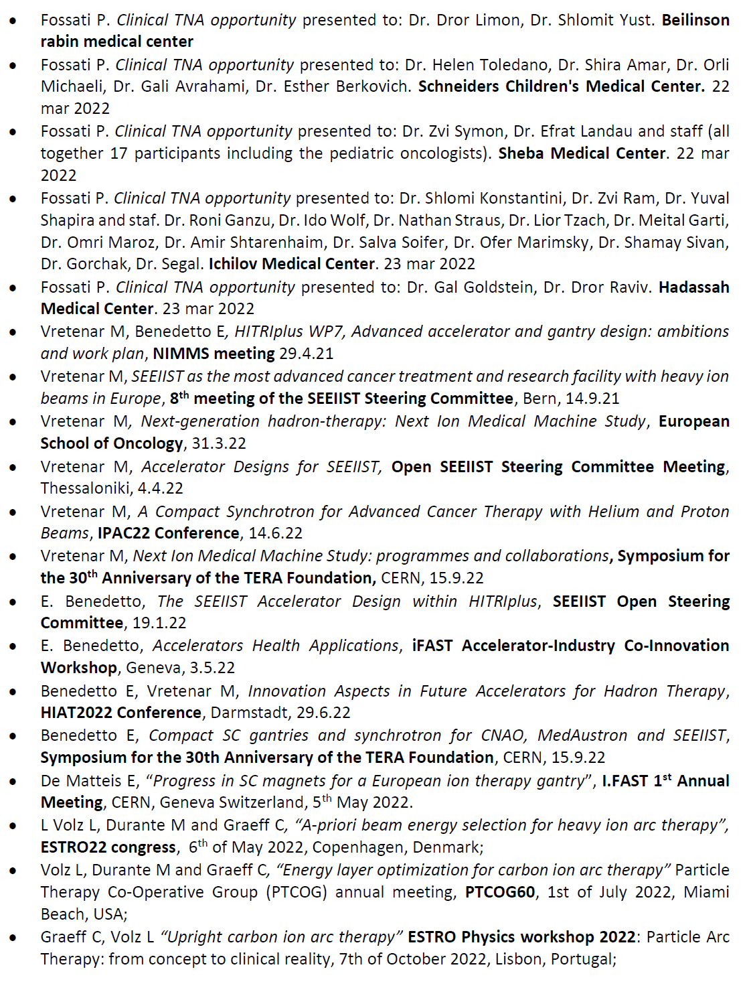 • Fossati P. Clinical TNA opportunity presented to: Dr. Dror Limon, Dr. Shlomit Yust. Beilinson
rabin medical center
• Fossati P. Clinical TNA opportunity presented to: Dr. Helen Toledano, Dr. Shira Amar, Dr. Orli
Michaeli, Dr. Gali Avrahami, Dr. Esther Berkovich. Schneiders Children's Medical Center. 22
mar 2022
• Fossati P. Clinical TNA opportunity presented to: Dr. Zvi Symon, Dr. Efrat Landau and staff (all
together 17 participants including the pediatric oncologists). Sheba Medical Center. 22 mar
2022
• Fossati P. Clinical TNA opportunity presented to: Dr. Shlomi Konstantini, Dr. Zvi Ram, Dr. Yuval
Shapira and staf. Dr. Roni Ganzu, Dr. Ido Wolf, Dr. Nathan Straus, Dr. Lior Tzach, Dr. Meital Garti,
Dr. Omri Maroz, Dr. Amir Shtarenhaim, Dr. Salva Soifer, Dr. Ofer Marimsky, Dr. Shamay Sivan,
Dr. Gorchak, Dr. Segal. Ichilov Medical Center. 23 mar 2022
• Fossati P. Clinical TNA opportunity presented to: Dr. Gal Goldstein, Dr. Dror Raviv. Hadassah
Medical Center. 23 mar 2022
• Vretenar M, Benedetto E, HITRIplus WP7, Advanced accelerator and gantry design: ambitions
and work plan, NIMMS meeting 29.4.21
• Vretenar M, SEEIIST as the most advanced cancer treatment and research facility with heavy ion
beams in Europe, 8th meeting of the SEEIIST Steering Committee, Bern, 14.9.21
• Vretenar M, Next-generation hadron-therapy: Next Ion Medical Machine Study, European
School of Oncology, 31.3.22
• Vretenar M, Accelerator Designs for SEEIIST, Open SEEIIST Steering Committee Meeting,
Thessaloniki, 4.4.22
• Vretenar M, A Compact Synchrotron for Advanced Cancer Therapy with Helium and Proton
Beams, IPAC22 Conference, 14.6.22
• Vretenar M, Next Ion Medical Machine Study: programmes and collaborations, Symposium for
the 30th Anniversary of the TERA Foundation, CERN, 15.9.22
• E. Benedetto, The SEEIIST Accelerator Design within HITRIplus, SEEIIST Open Steering
Committee, 19.1.22
• E. Benedetto, Accelerators Health Applications, iFAST Accelerator-Industry Co-Innovation
Workshop, Geneva, 3.5.22
• Benedetto E, Vretenar M, Innovation Aspects in Future Accelerators for Hadron Therapy,
HIAT2022 Conference, Darmstadt, 29.6.22
• Benedetto E, Compact SC gantries and synchrotron for CNAO, MedAustron and SEEIIST,
Symposium for the 30th Anniversary of the TERA Foundation, CERN, 15.9.22
• De Matteis E, “Progress in SC magnets for a European ion therapy gantry”, I.FAST 1st Annual
Meeting, CERN, Geneva Switzerland, 5th May 2022.
• L Volz L, Durante M and Graeff C, “A-priori beam energy selection for heavy ion arc therapy”,
ESTRO22 congress, 6th of May 2022, Copenhagen, Denmark;
• Volz L, Durante M and Graeff C, “Energy layer optimization for carbon ion arc therapy” Particle
Therapy Co-Operative Group (PTCOG) annual meeting, PTCOG60, 1st of July 2022, Miami
Beach, USA;
• Graeff C, Volz L “Upright carbon ion arc therapy” ESTRO Physics workshop 2022: Particle Arc
Therapy: from concept to clinical reality, 7th of October 2022, Lisbon, Portugal;